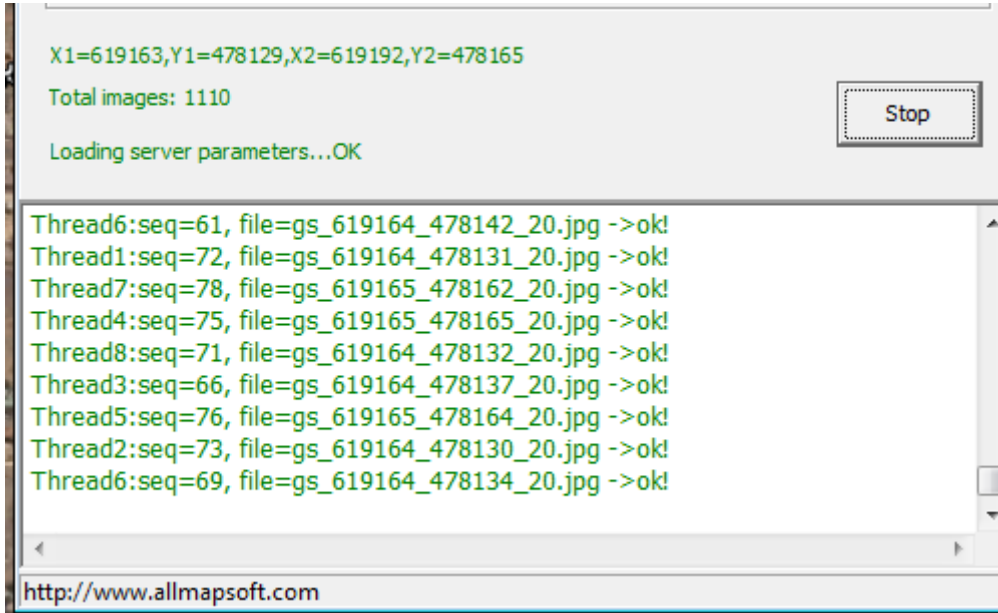 X1=619163,Y1=478129,X2=619192,Y2=478165
Total images: 1110
Stop
Loading server parameters...OK
Thread6:seq=61, file=gs_619164_478142_20.jpg ->ok!
Thread1:seq=72, file=gs_619164_478131_20.jpg ->ok!
Thread7:seq=78, file=gs_619165_478162_20.jpg ->ok!
Thread4:seq=75, file=gs_619165_478165_20.jpg ->ok!
Thread8:seq=71, file=gs_619164_478132_20.jpg ->ok!
Thread3:seq=66, file=gs_619164_478137_20.jpg ->ok!
Thread5:seq=76, file=gs_619165_478164_20.jpg ->ok!
Thread2:seq=73, file=gs_619164_478130_20.jpg ->ok!
Thread6:seq=69, file=gs_619164_478134_20.jpg ->ok!
http://www.allmapsoft.com